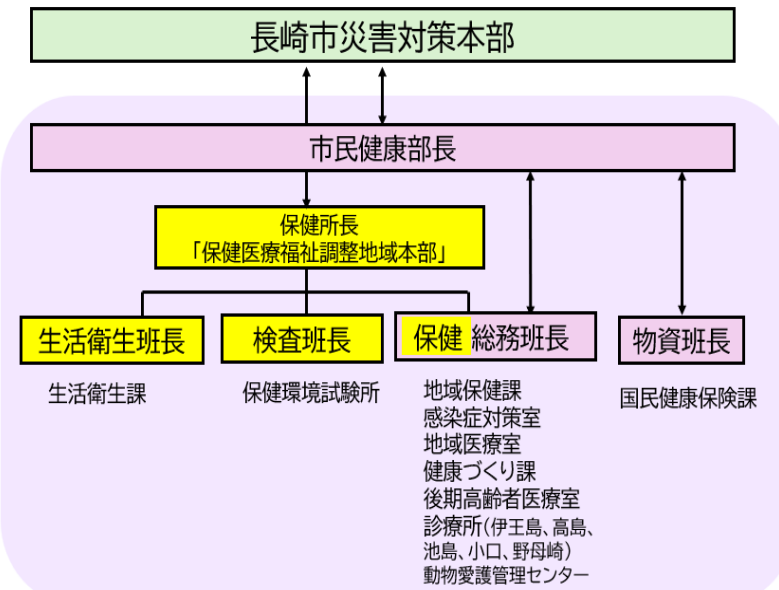 長崎市災害対策本部
市民健康部長
保健所長
「保健医療福祉調整地域本部」
生活衛生班長
検査班長
保健総務班長
物資班長
生活衛生課
保健環境試験所
地域保健課
感染症対策室
地域医療室
健康づくり課
後期高齢者医療室
診療所(伊王島、高島、
池島、小口、野母崎)
動物愛護管理センター
国民健康保険課